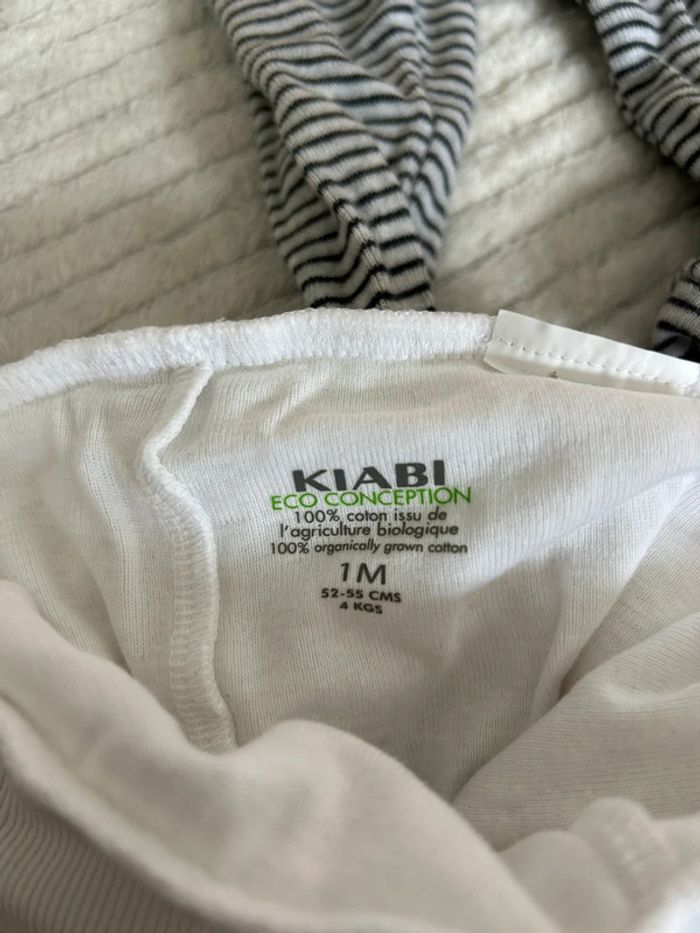 KIABI
ECO CONCEPTION
100% coton issu de
l'agriculture biologique
100% organically grown cotton
1M
52-55 CMS
4 KGS